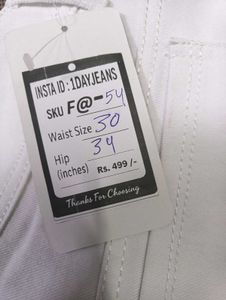 INSTA ID : 1DAYJEANS
SKU F@-54
Waist Size 30
Hip 34
(inches) Rs. 499 /-
Thanks For Choosing